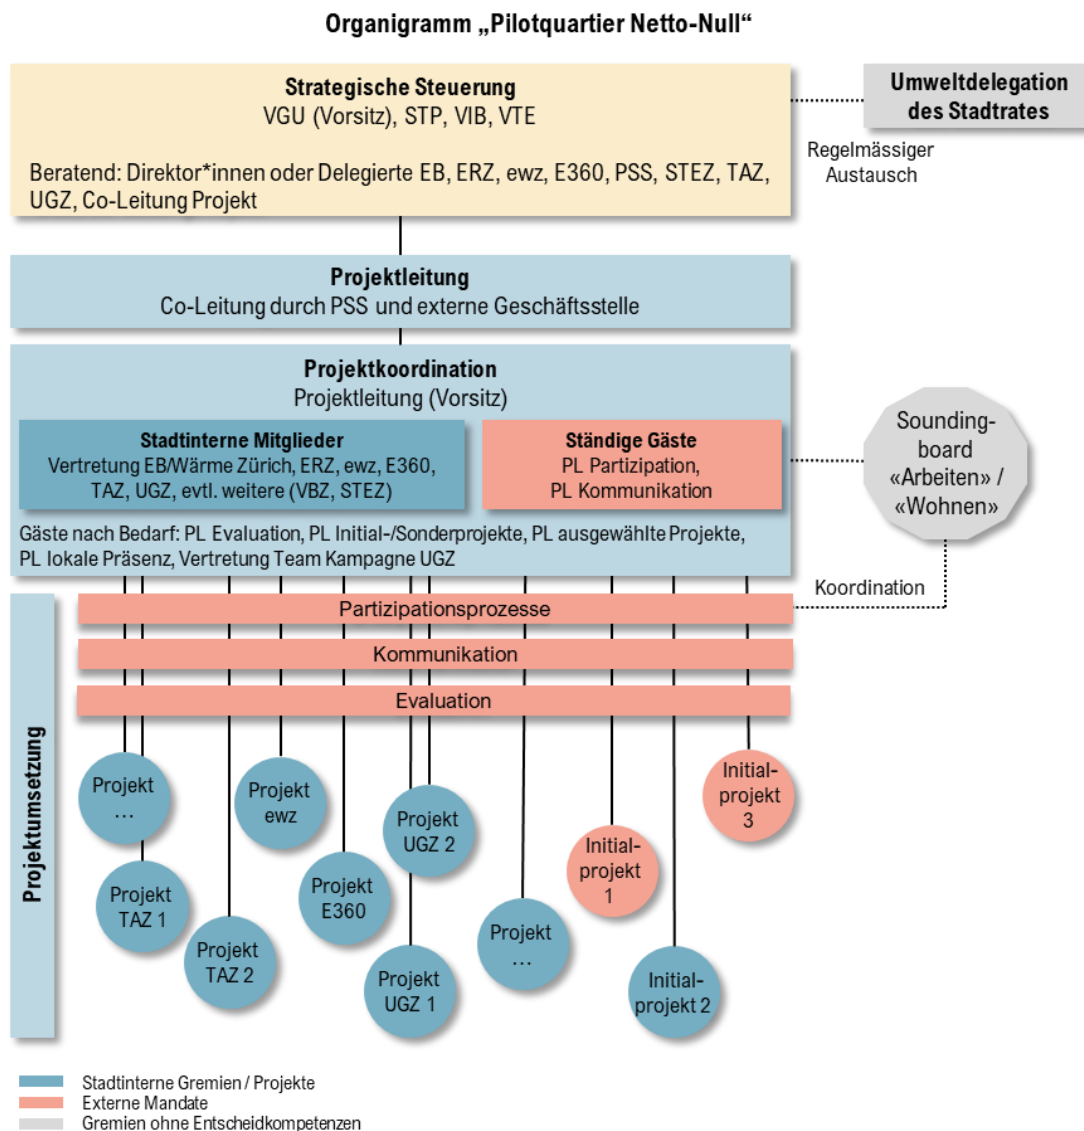 Organigramm „Pilotquartier Netto-Null“
Strategische Steuerung
VGU (Vorsitz), STP, VIB, VTE
Beratend: Direktor*innen oder Delegierte EB, ERZ, ewz, E360, PSS, STEZ, TAZ,
UGZ, Co-Leitung Projekt
Umweltdelegation
des Stadtrates
Regelmässiger
Austausch
Projektleitung
Co-Leitung durch PSS und externe Geschäftsstelle
Projektkoordination
Projektleitung (Vorsitz)
Stadtinterne Mitglieder
Vertretung EB/Wärme Zürich, ERZ, ewz, E360,
TAZ, UGZ, evtl. weitere (VBZ, STEZ)
Ständige Gäste
PL Partizipation,
PL Kommunikation
Gäste nach Bedarf: PL Evaluation, PL Initial-/Sonderprojekte, PL ausgewählte Projekte,
PL lokale Präsenz, Vertretung Team Kampagne UGZ
Sounding-
board
«Arbeiten» /
«Wohnen»
Koordination
Projektumsetzung
Partizipationsprozesse
Kommunikation
Evaluation
Projekt
…
Projekt
TAZ 1
Projekt
TAZ 2
Projekt
ewz
Projekt
E360
Projekt
UGZ 2
Projekt
UGZ 1
Projekt
…
Initial-
projekt
1
Initial-
projekt 2
Initial-
projekt
3
Stadtinterne Gremien / Projekte
Externe Mandate
Gremien ohne Entscheidkompetenzen